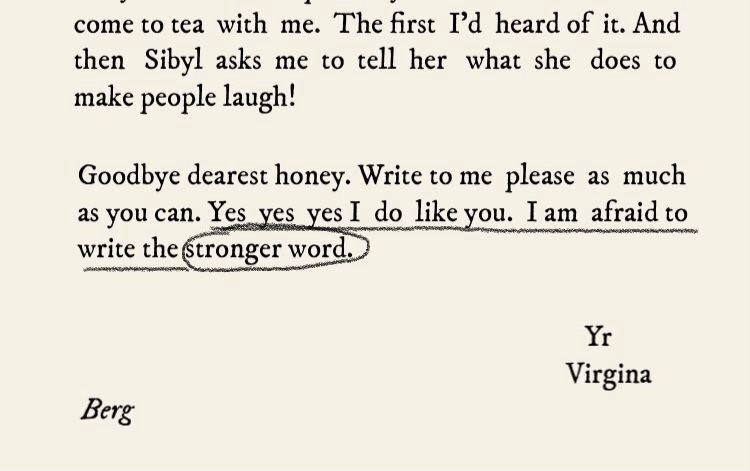 come to tea with me. The first I’d heard of it. And
then Sibyl asks me to tell her what she does to
make people laugh!
Goodbye dearest honey. Write to me please as much
as you can. Yes yes yes I do like you. I am afraid to
write the stronger word.
Yr
Virgina
Berg